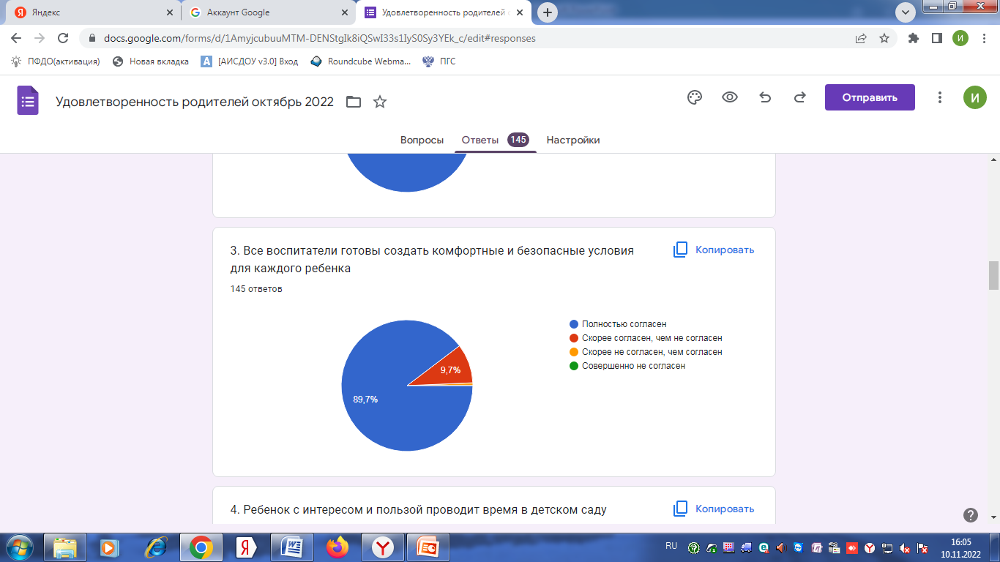 Яндекс
Аккаунт Google
Удовлетворенность родителей
docs.google.com/forms/d/1AmyjcubuuMTM-DENStgIk8iQSwI33s1IyS0Sy3YEk_c/edit#responses
И
ПФДО(активация)
Новая вкладка
[АИСДОУ v3.0] Вход
Roundcube Webma...
ПГС
Удовлетворенность родителей октябрь 2022
Отправить
И
Вопросы
Ответы 145
Настройки
3. Все воспитатели готовы создать комфортные и безопасные условия
для каждого ребенка
Копировать
145 ответов
Полностью согласен
Скорее согласен, чем не согласен
Скорее не согласен, чем согласен
Совершенно не согласен
9,7%
89,7%
4. Ребенок с интересом и пользой проводит время в детском саду
Копировать
RU
16:05
10.11.2022